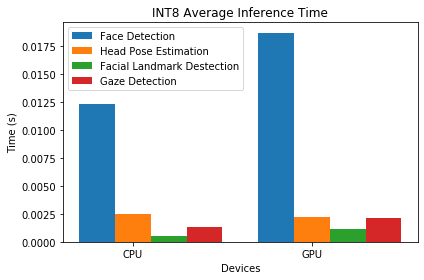 INT8 Average Inference Time
Face Detection
Head Pose Estimation
Facial Landmark Destection
Gaze Detection
Time (s)
0.0175
0.0150
0.0125
0.0100
0.0075
0.0050
0.0025
0.0000
CPU
GPU
Devices